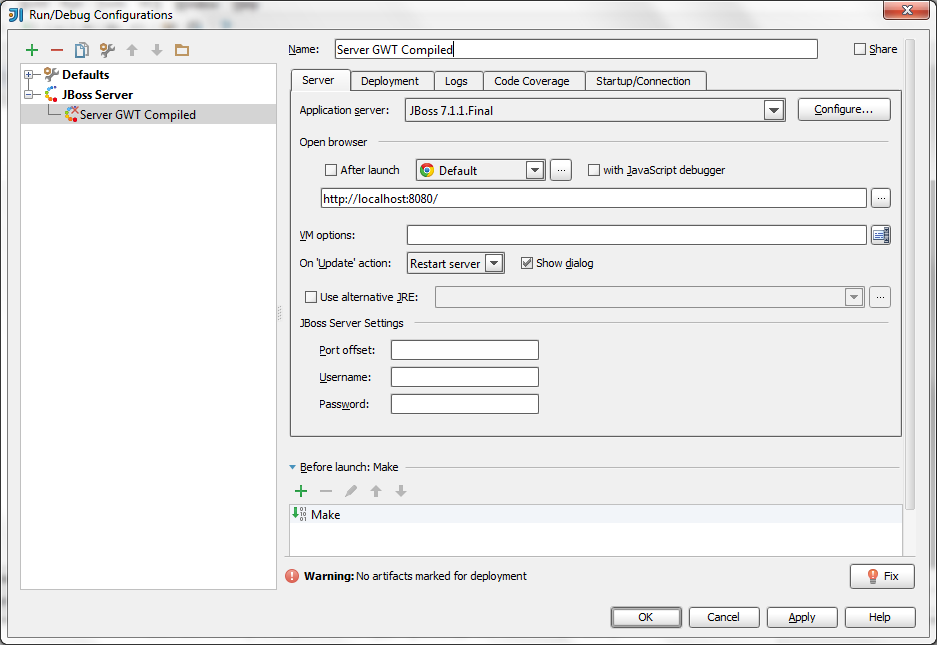 Run/Debug Configurations
Name: Server GWT Compiled Share
Defaults
JBoss Server
Server GWT Compiled
Server Deployment Logs Code Coverage Startup/Connection
Application server: JBoss 7.1.1.Final Configure...
Open browser
After launch Default ... with JavaScript debugger
http://localhost:8080/ ...
VM options:
On 'Update' action: Restart server Show dialog
Use alternative JRE: ...
JBoss Server Settings
Port offset:
Username:
Password:
Before launch: Make
Make
Warning: No artifacts marked for deployment Fix
OK Cancel Apply Help